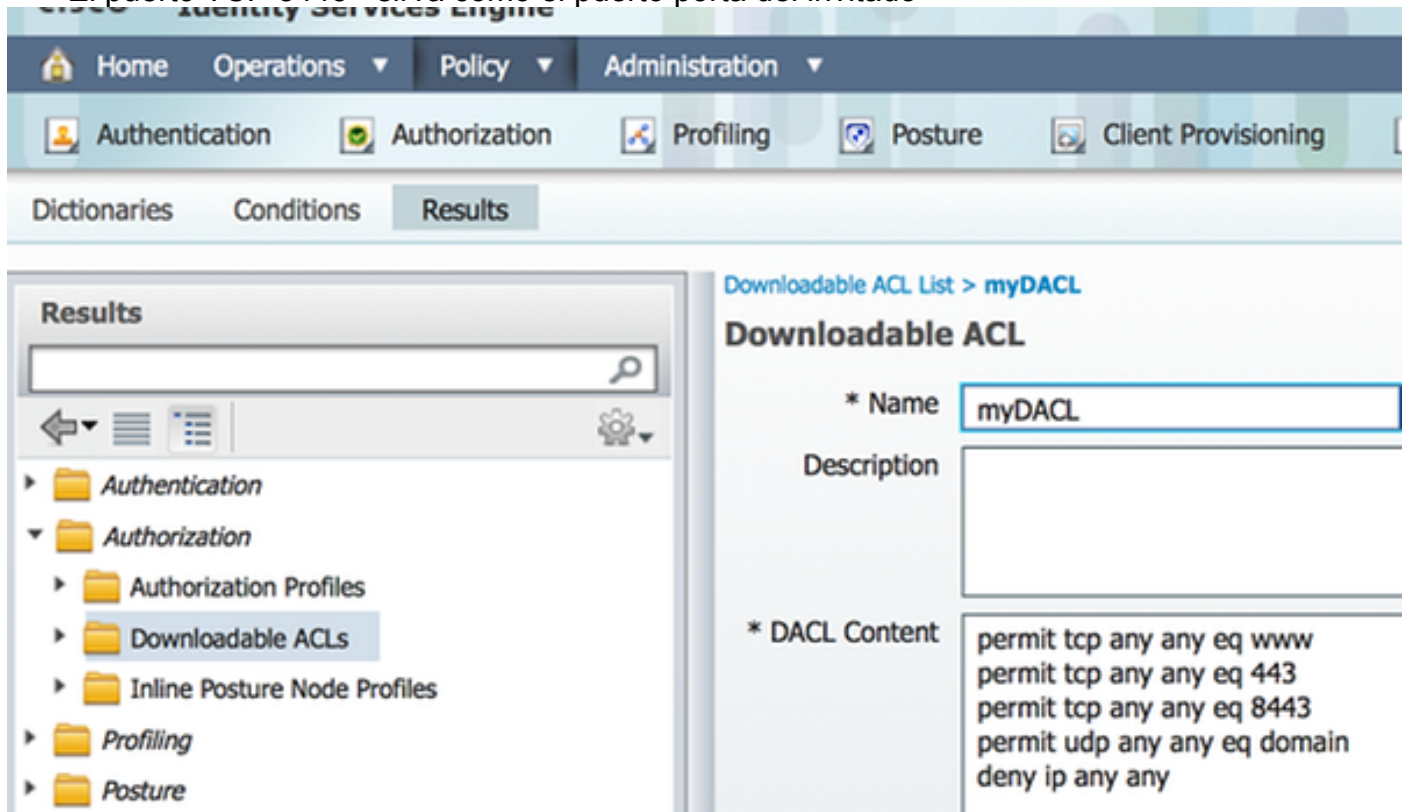 Identity Services Engine
Home Operations Policy Administration
Authentication Authorization Profiling Posture Client Provisioning
Dictionaries Conditions Results
Results
Authentication
Authorization
Authorization Profiles
Downloadable ACLs
Inline Posture Node Profiles
Profiling
Posture
Downloadable ACL List > myDACL
Downloadable ACL
* Name myDACL
Description
* DACL Content permit tcp any any eq www
permit tcp any any eq 443
permit tcp any any eq 8443
permit udp any any eq domain
deny ip any any